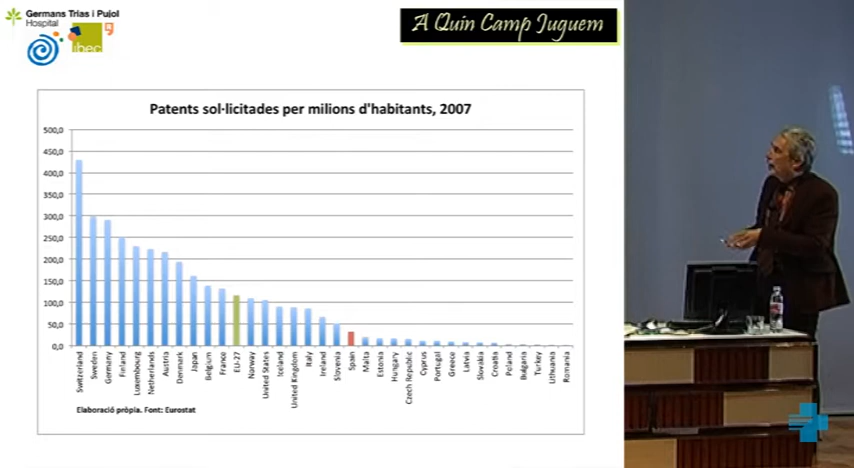 Germans Trias i Pujol
Hospital
ibec
A Quin Camp Juguem
Patents sol·licitades per milions d'habitants, 2007
500,0
450,0
400,0
350,0
300,0
250,0
200,0
150,0
100,0
50,0
0,0
Switzerland
Sweden
Germany
Finland
Luxembourg
Netherlands
Austria
Denmark
Japan
Belgium
France
EU-27
Norway
United States
Iceland
United Kingdom
Italy
Ireland
Slovenia
Spain
Malta
Estonia
Hungary
Czech Republic
Cyprus
Portugal
Greece
Latvia
Slovakia
Croatia
Poland
Bulgaria
Turkey
Lithuania
Romania
Elaboració pròpia. Font: Eurostat